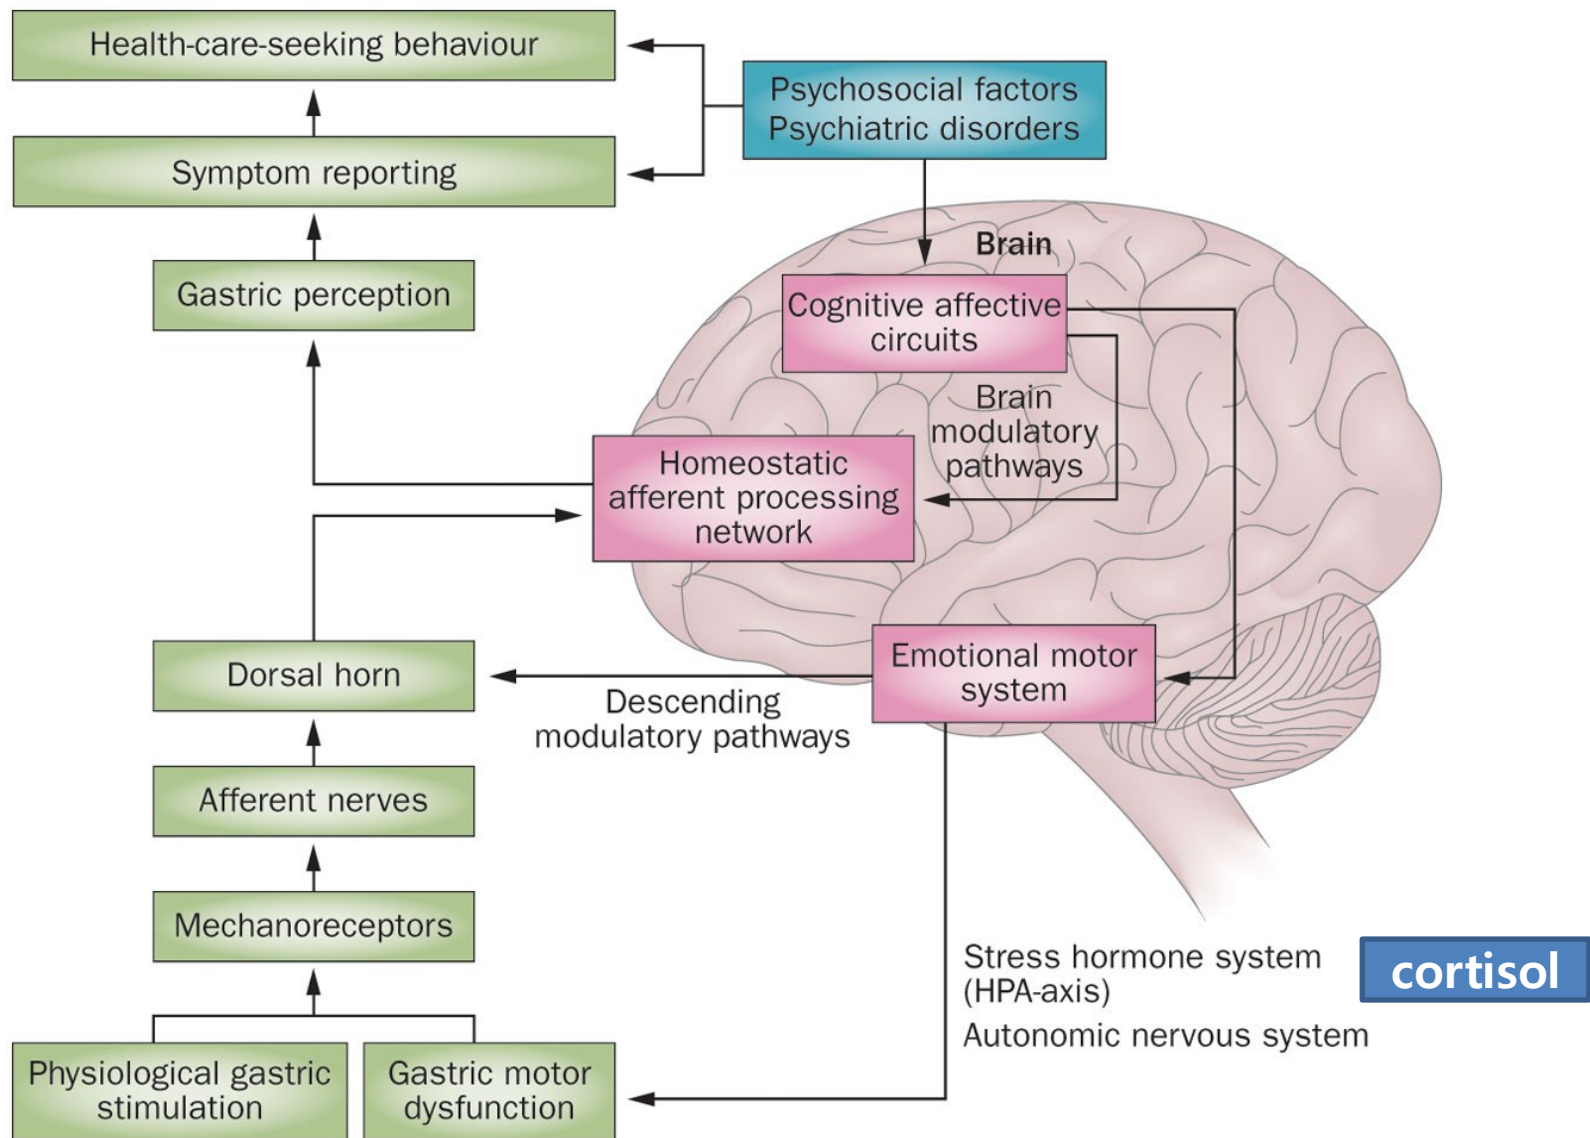 Health-care-seeking behaviour
Psychosocial factors
Psychiatric disorders
Symptom reporting
Brain
Gastric perception
Cognitive affective
circuits
Brain
modulatory
pathways
Homeostatic
afferent processing
network
Dorsal horn
Emotional motor
system
Descending
modulatory pathways
Afferent nerves
Mechanoreceptors
Stress hormone system
(HPA-axis)
cortisol
Autonomic nervous system
Physiological gastric
stimulation
Gastric motor
dysfunction